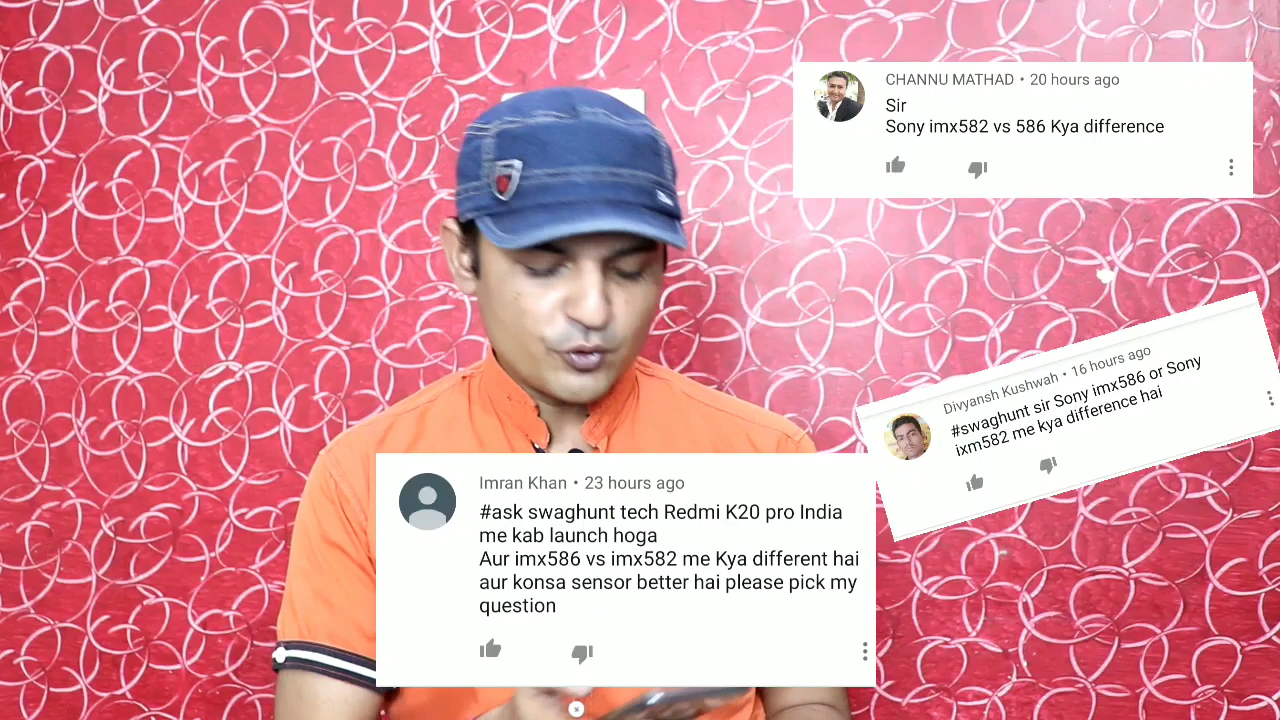 CHANNU MATHAD • 20 hours ago
Sir
Sony imx582 vs 586 Kya difference
Divyansh Kushwah • 16 hours ago
#swaghunt sir Sony imx586 or Sony
ixm582 me kya difference hai
Imran Khan • 23 hours ago
#ask swaghunt tech Redmi K20 pro India
me kab launch hoga
Aur imx586 vs imx582 me Kya different hai
aur konsa sensor better hai please pick my
question